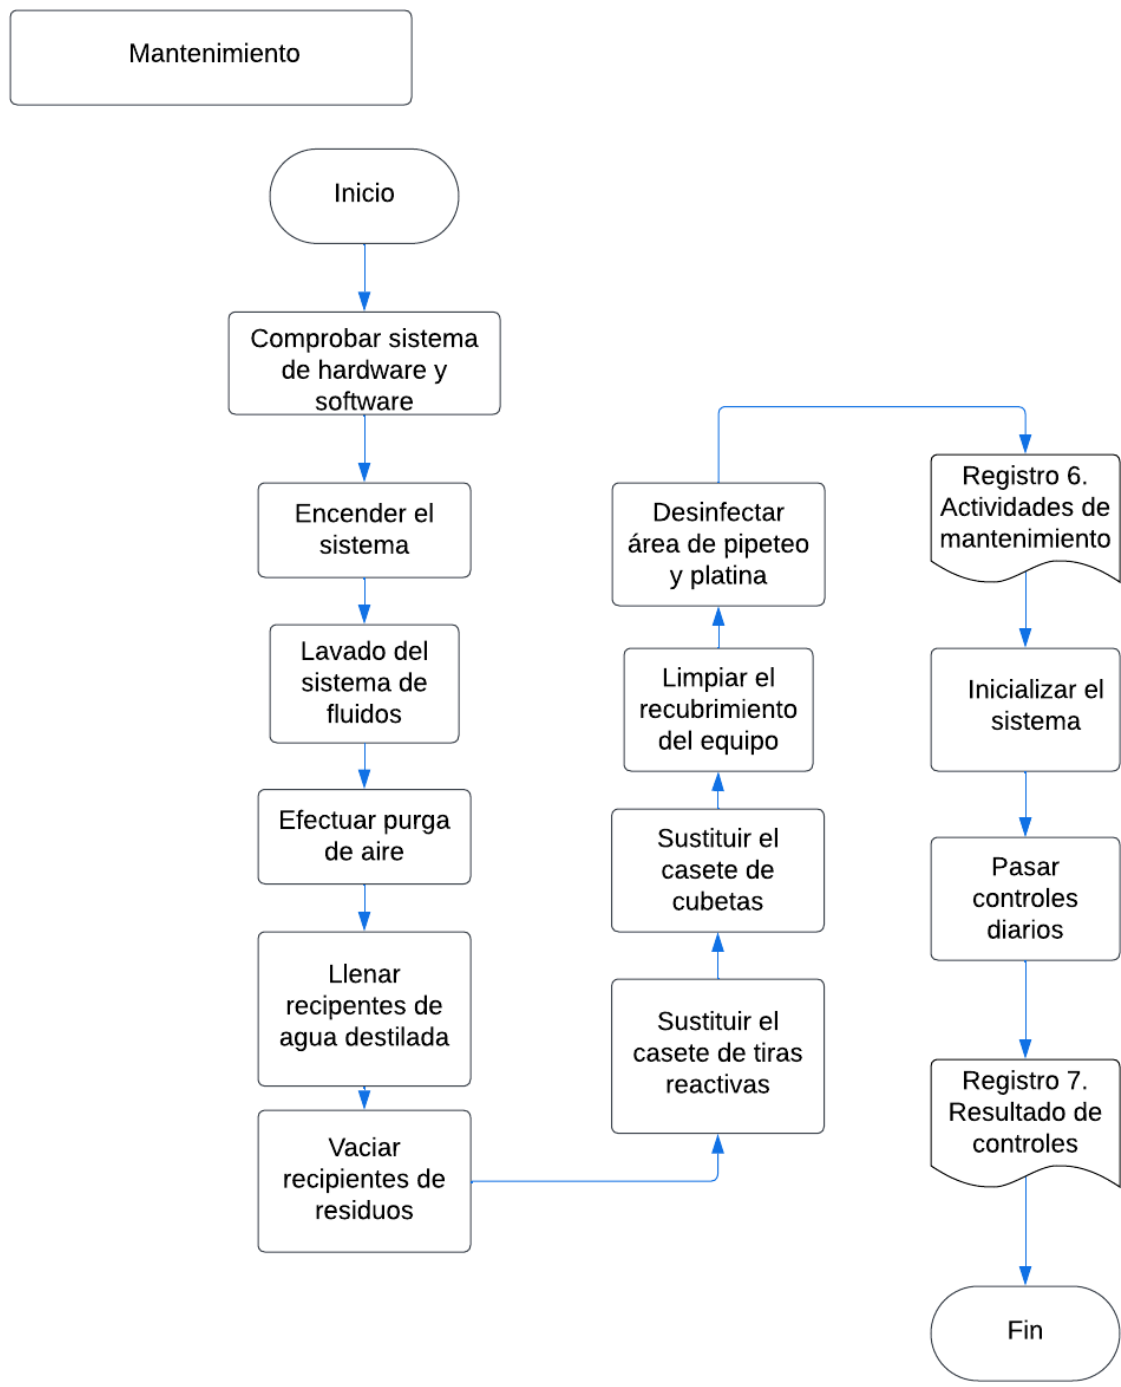 Mantenimiento
Inicio
Comprobar sistema
de hardware y
software
Encender el
sistema
Lavado del
sistema de
fluidos
Efectuar purga
de aire
Llenar
recipentes de
agua destilada
Vaciar
recipientes de
residuos
Sustituir el
casete de tiras
reactivas
Sustituir el
casete de
cubetas
Limpiar el
recubrimiento
del equipo
Desinfectar
área de pipeteo
y platina
Registro 6.
Actividades de
mantenimiento
Inicializar el
sistema
Pasar
controles
diarios
Registro 7.
Resultado de
controles
Fin